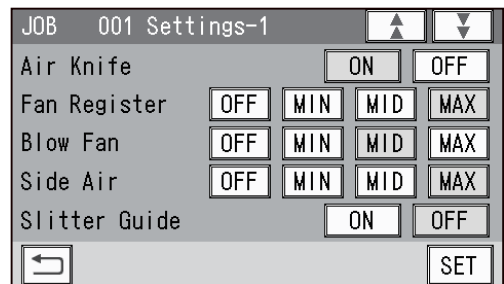 JOB 001 Settings-1
Air Knife ON OFF
Fan Register OFF MIN MID MAX
Blow Fan OFF MIN MID MAX
Side Air OFF MIN MID MAX
Slitter Guide ON OFF
SET